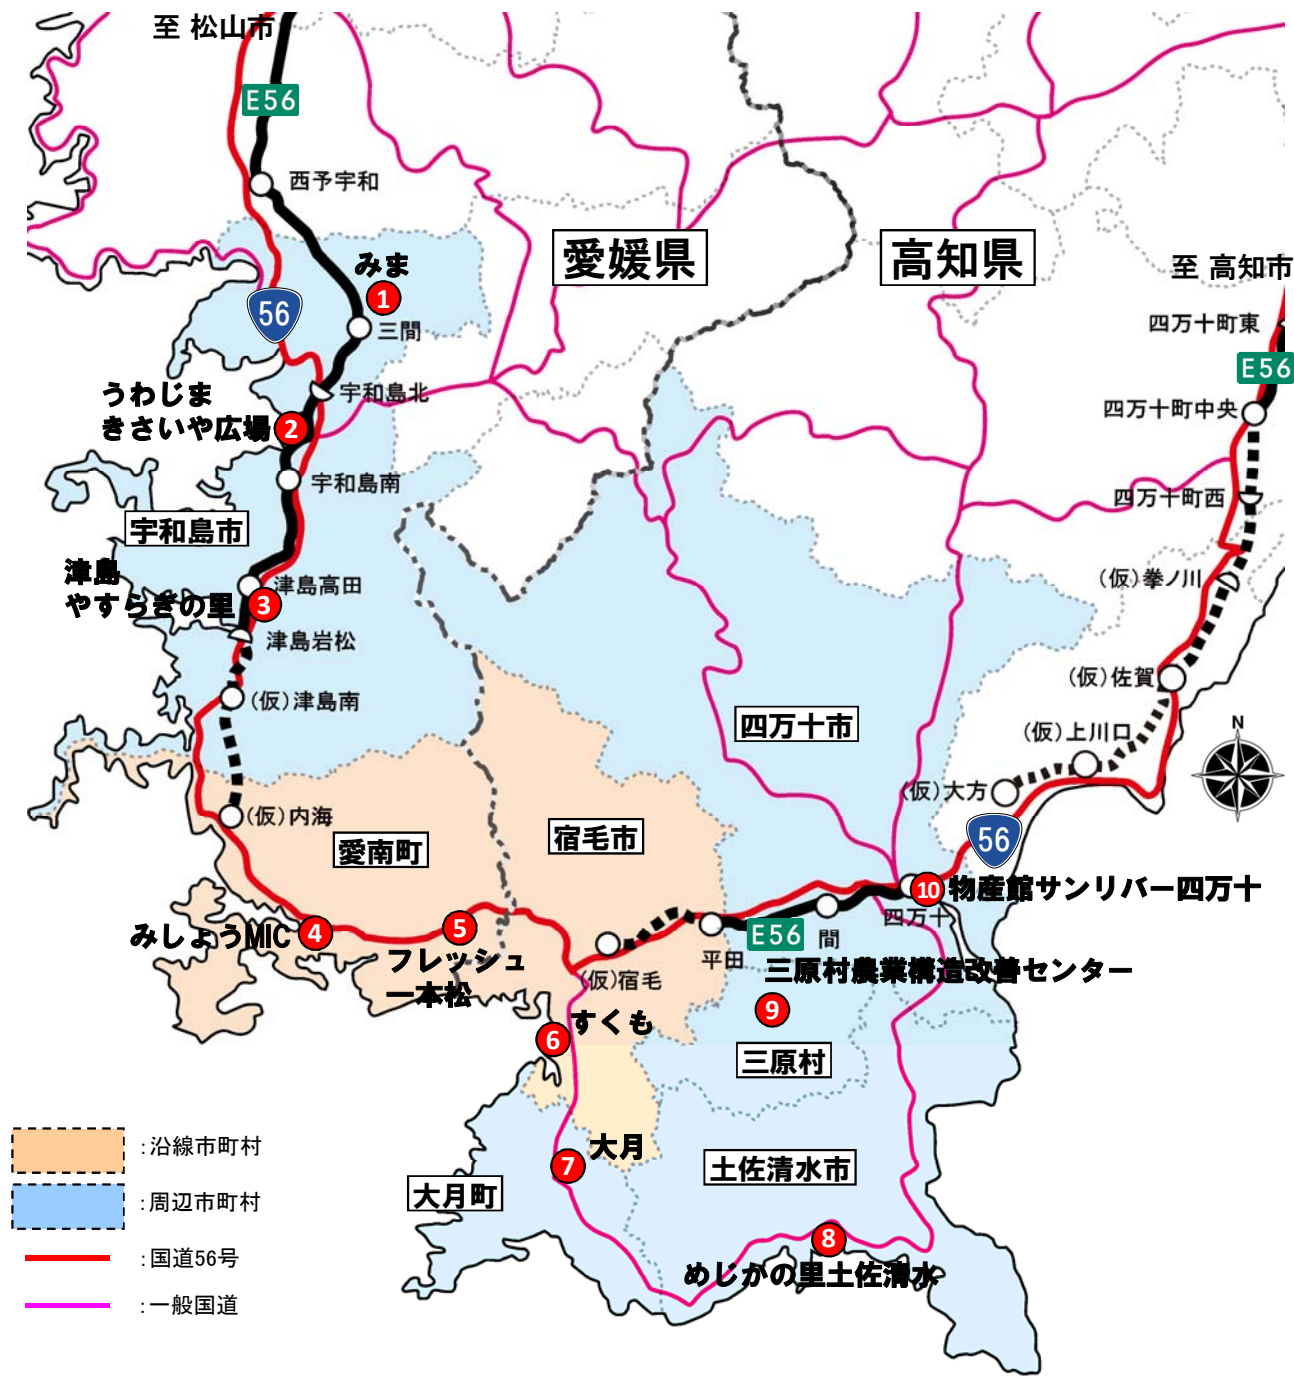 至 松山市
E56
西予宇和
愛媛県
高知県
みま
1
至 高知市
56
三間
四万十町東
E56
うわじま
きさいや広場
2
宇和島北
四万十町中央
宇和島南
四万十町西
宇和島市
津島
やすらぎの里
3
津島高田
(仮)拳ノ川
津島岩松
(仮)佐賀
(仮)津島南
四万十市
(仮)上川口
N
(仮)大方
(仮)内海
愛南町
宿毛市
56
10
物産館サンリバー四万十
四万十
みしょうMIC
4
5
フレッシュ
一本松
E56
間
平田
(仮)宿毛
三原村農業構造改善センター
9
すくも
6
三原村
大月
7
土佐清水市
大月町
8
めじかの里土佐清水
:沿線市町村
:周辺市町村
:国道56号
:一般国道